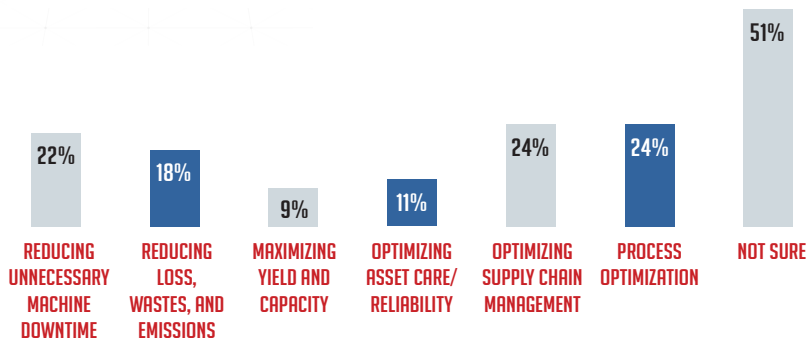 51%
22%
18%
9%
11%
24%
24%
REDUCING
UNNECESSARY
MACHINE
DOWNTIME
REDUCING
LOSS,
WASTES, AND
EMISSIONS
MAXIMIZING
YIELD AND
CAPACITY
OPTIMIZING
ASSET CARE/
RELIABILITY
OPTIMIZING
SUPPLY CHAIN
MANAGEMENT
PROCESS
OPTIMIZATION
NOT SURE